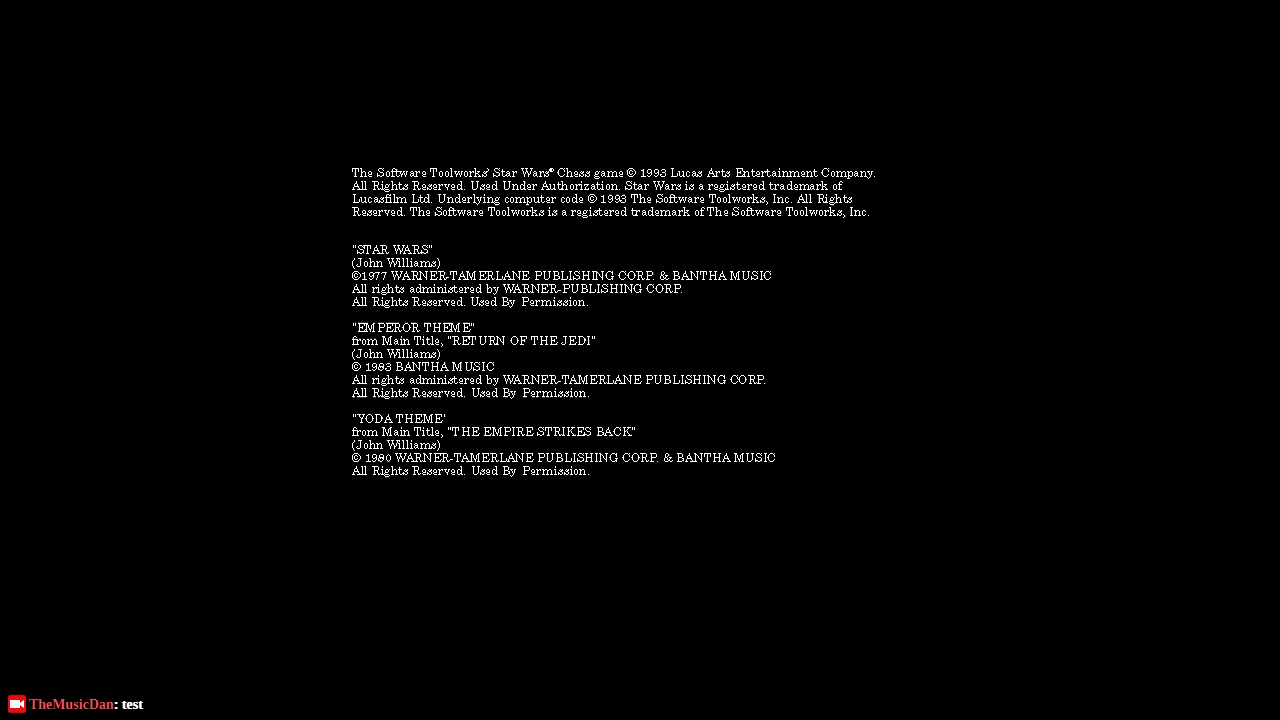 The Software Toolworks' Star Wars® Chess game © 1993 Lucas Arts Entertainment Company.
All Rights Reserved. Used Under Authorization. Star Wars is a registered trademark of
Lucasfilm Ltd. Underlying computer code © 1993 The Software Toolworks, Inc. All Rights
Reserved. The Software Toolworks is a registered trademark of The Software Toolworks, Inc.
"STAR WARS"
(John Williams)
©1977 WARNER-TAMERLANE PUBLISHING CORP. & BANTHA MUSIC
All rights administered by WARNER-PUBLISHING CORP.
All Rights Reserved. Used By Permission.
"EMPEROR THEME"
from Main Title, "RETURN OF THE JEDI"
(John Williams)
© 1983 BANTHA MUSIC
All rights administered by WARNER-TAMERLANE PUBLISHING CORP.
All Rights Reserved. Used By Permission.
"YODA THEME'
from Main Title, "THE EMPIRE STRIKES BACK"
(John Williams)
© 1980 WARNER-TAMERLANE PUBLISHING CORP. & BANTHA MUSIC
All Rights Reserved. Used By Permission.
TheMusicDan: test